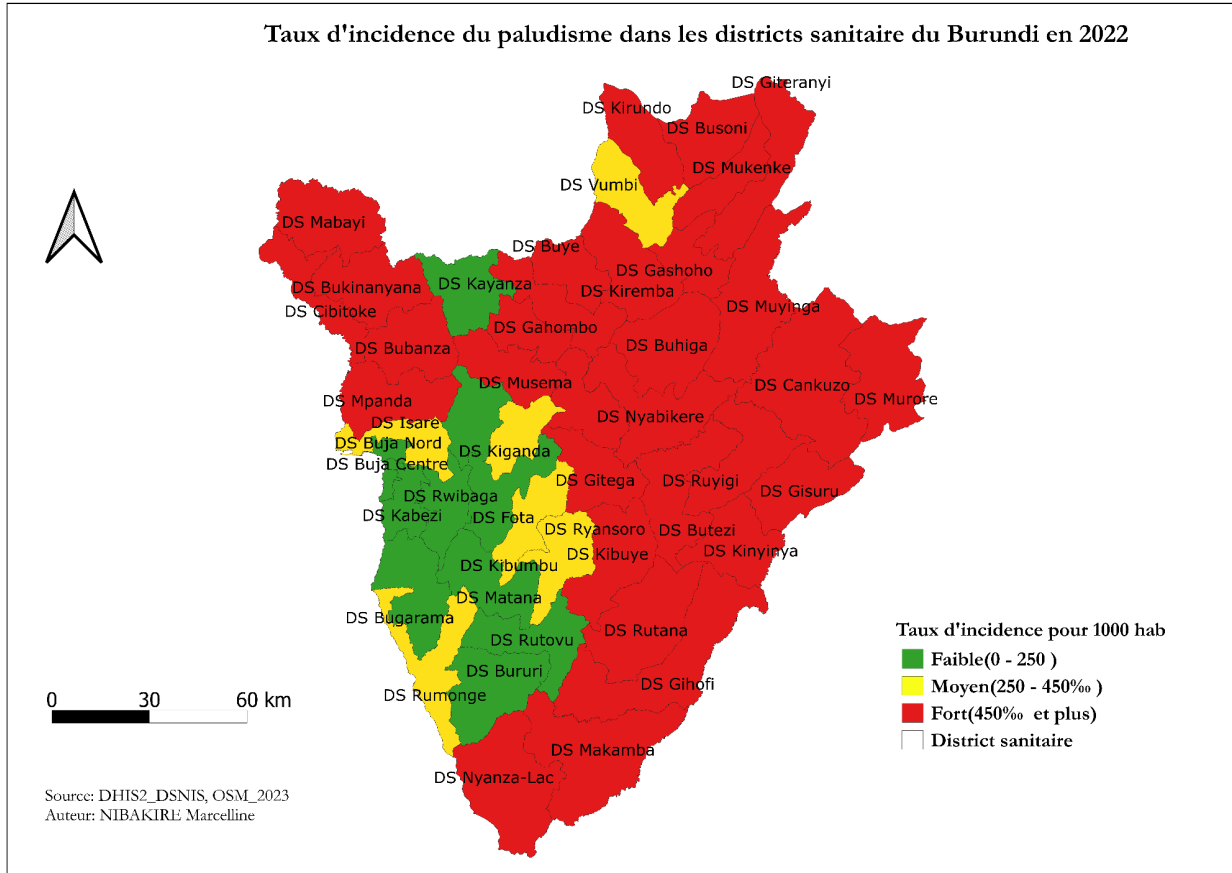 Taux d'incidence du paludisme dans les districts sanitaire du Burundi en 2022
DS Giteranyi
DS Kirundo
DS Busoni
DS Mukenke
DS Vumbi
DS Mabayi
DS Buye
DS Gashoho
DS Kayanza
DS Bukinanyana
DS Kiremba
DS Muyinga
DS Cibitoke
DS Gahombo
DS Buhiga
DS Bubanza
DS Musema
DS Cankuzo
DS Mpanda
DS Murore
DS Nyabikere
DS Isare
DS Buja Nord
DS Kiganda
DS Buja Centre
DS Gitega
DS Ruyigi
DS Gisuru
DS Rwibaga
DS Kabezi
DS Fota
DS Ryansoro
DS Butezi
DS Kibuye
DS Kinyinya
DS Kibumbu
DS Matana
DS Bugarama
DS Rutovu
DS Rutana
DS Bururi
DS Gihofi
DS Rumonge
DS Makamba
DS Nyanza-Lac
Taux d'incidence pour 1000 hab
Faible(0 - 250 )
Moyen(250 - 450‰ )
Fort(450‰ et plus)
District sanitaire
0 30 60 km
Source: DHIS2_DSNIS, OSM_2023
Auteur: NIBAKIRE Marcelline